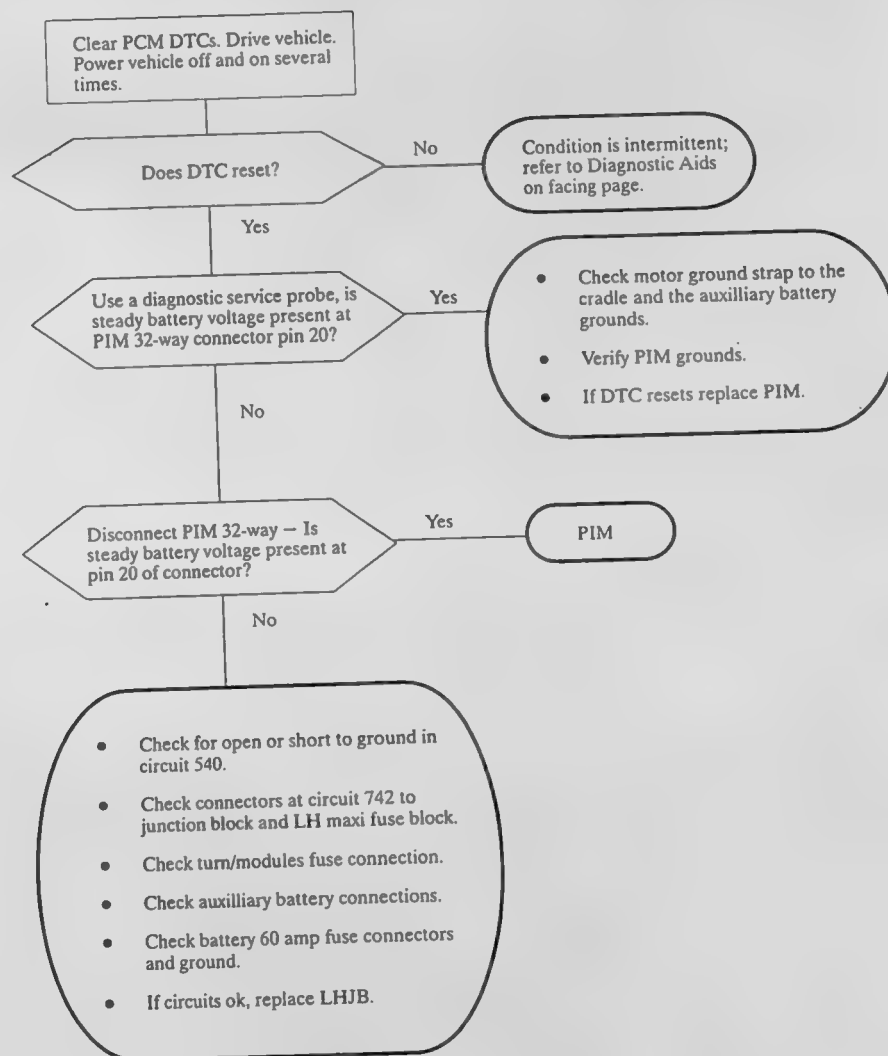 Clear PCM DTCs. Drive vehicle.
Power vehicle off and on several
times.
Does DTC reset?
No
Condition is intermittent;
refer to Diagnostic Aids
on facing page.
Yes
Use a diagnostic service probe, is
steady battery voltage present at
PIM 32-way connector pin 20?
Yes
• Check motor ground strap to the
cradle and the auxilliary battery
grounds.
• Verify PIM grounds.
• If DTC resets replace PIM.
No
Disconnect PIM 32-way – Is
steady battery voltage present at
pin 20 of connector?
Yes
PIM
No
• Check for open or short to ground in
circuit 540.
• Check connectors at circuit 742 to
junction block and LH maxi fuse block.
• Check turn/modules fuse connection.
• Check auxilliary battery connections.
• Check battery 60 amp fuse connectors
and ground.
• If circuits ok, replace LHJB.